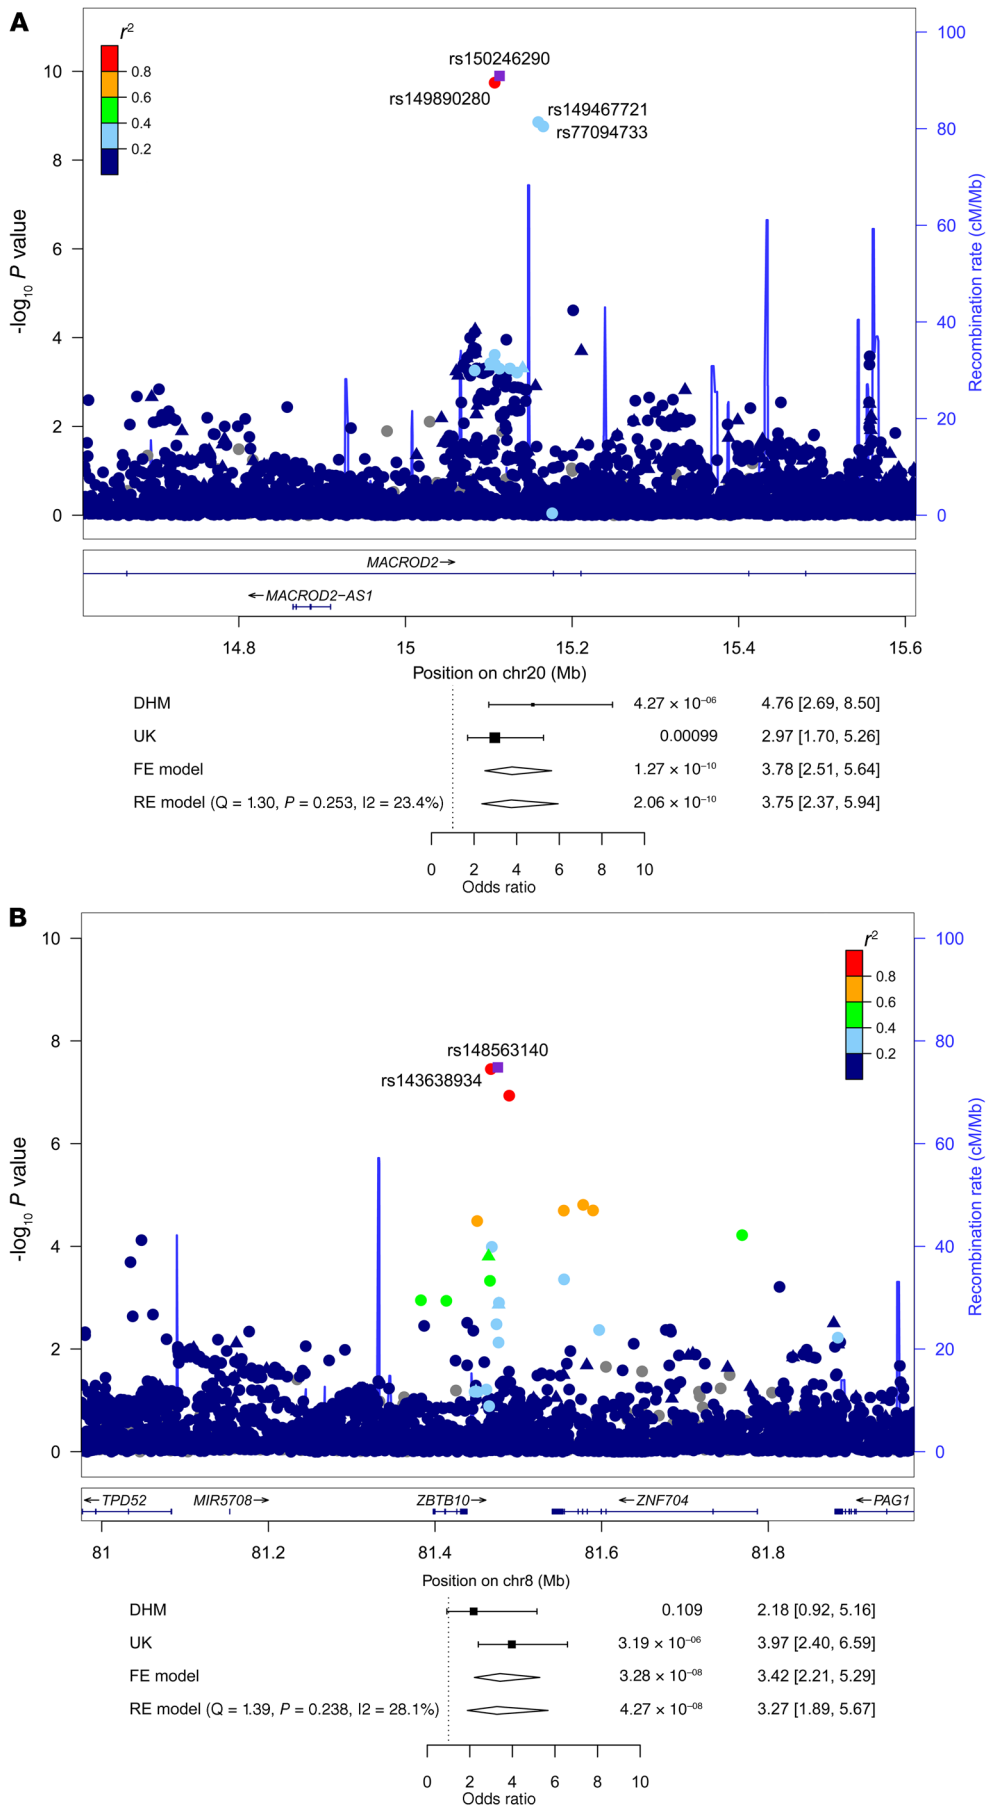 A
r²
0.8
0.6
0.4
0.2
rs150246290
rs149890280
rs149467721
rs77094733
10
8
6
4
2
0
-log₁₀ P value
100
80
60
40
20
0
Recombination rate (cM/Mb)
MACROD2→
←MACROD2−AS1
14.8 15 15.2 15.4 15.6
Position on chr20 (Mb)
DHM 4.27 × 10⁻⁰⁶ 4.76 [2.69, 8.50]
UK 0.00099 2.97 [1.70, 5.26]
FE model 1.27 × 10⁻¹⁰ 3.78 [2.51, 5.64]
RE model (Q = 1.30, P = 0.253, I2 = 23.4%) 2.06 × 10⁻¹⁰ 3.75 [2.37, 5.94]
0 2 4 6 8 10
Odds ratio
B
r²
0.8
0.6
0.4
0.2
rs148563140
rs143638934
10
8
6
4
2
0
-log₁₀ P value
100
80
60
40
20
0
Recombination rate (cM/Mb)
←TPD52 MIR5708→ ZBTB10→ ←ZNF704 ←PAG1
81 81.2 81.4 81.6 81.8
Position on chr8 (Mb)
DHM 0.109 2.18 [0.92, 5.16]
UK 3.19 × 10⁻⁰⁶ 3.97 [2.40, 6.59]
FE model 3.28 × 10⁻⁰⁸ 3.42 [2.21, 5.29]
RE model (Q = 1.39, P = 0.238, I2 = 28.1%) 4.27 × 10⁻⁰⁸ 3.27 [1.89, 5.67]
0 2 4 6 8 10
Odds ratio